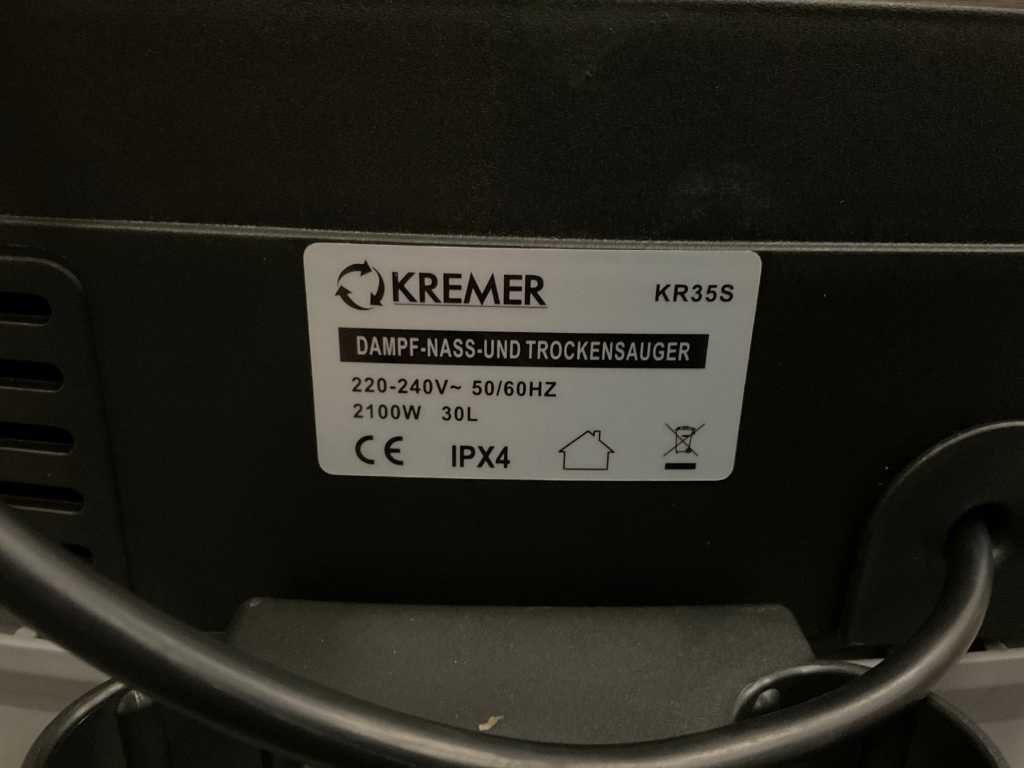 KREMER KR35S
DAMPF-NASS-UND TROCKENSAUGER
220-240V~ 50/60HZ
2100W 30L
CE IPX4